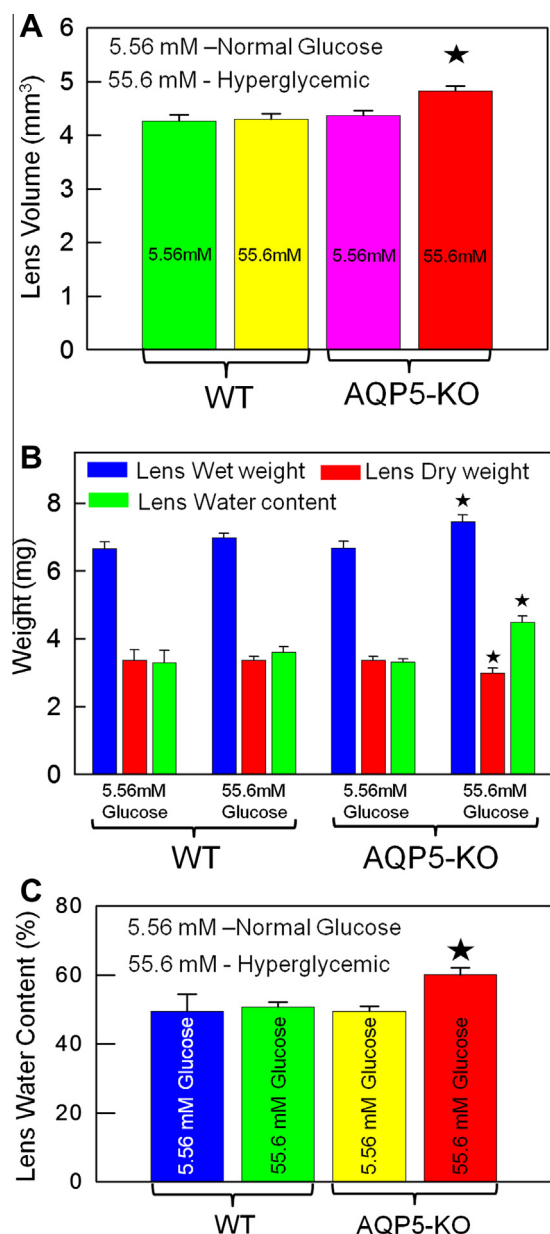 A
Lens Volume (mm³)
6
5
4
3
2
1
0
5.56 mM –Normal Glucose
55.6 mM - Hyperglycemic
★
5.56mM
55.6mM
5.56mM
55.6mM
WT
AQP5-KO
B
Weight (mg)
8
6
4
2
0
Lens Wet weight
Lens Dry weight
Lens Water content
★
★
★
5.56mM
Glucose
55.6mM
Glucose
5.56mM
Glucose
55.6mM
Glucose
WT
AQP5-KO
C
Lens Water Content (%)
80
60
40
20
0
5.56 mM –Normal Glucose
55.6 mM - Hyperglycemic
★
5.56 mM Glucose
55.6 mM Glucose
5.56 mM Glucose
55.6 mM Glucose
WT
AQP5-KO